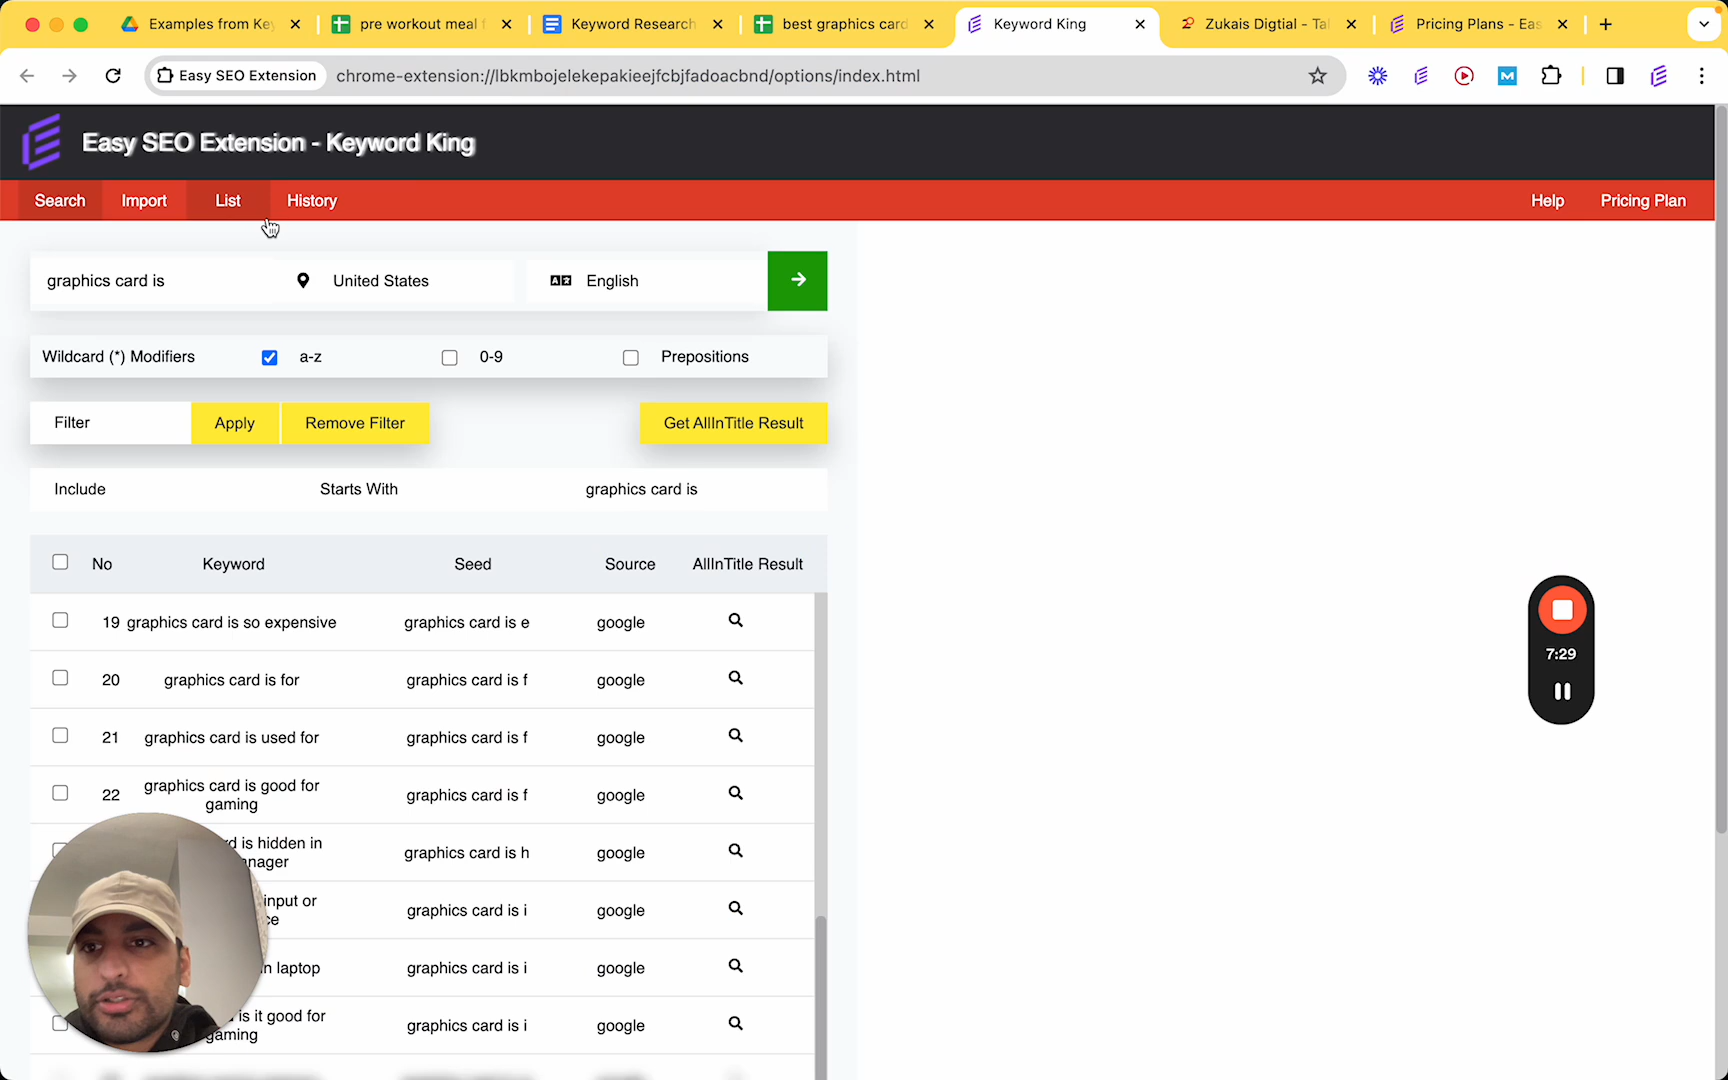 Examples from Key
pre workout meal f
Keyword Research
best graphics card
Keyword King
Zukais Digtial - Tal
Pricing Plans - Eas
Easy SEO Extension
chrome-extension://lbkmbojelekepakieejfcbjfadoacbnd/options/index.html
Easy SEO Extension - Keyword King
Search Import List History Help Pricing Plan
graphics card is United States English
Wildcard (*) Modifiers a-z 0-9 Prepositions
Filter Apply Remove Filter Get AllInTitle Result
Include Starts With graphics card is
No Keyword Seed Source AllInTitle Result
19 graphics card is so expensive graphics card is e google
20 graphics card is for graphics card is f google
21 graphics card is used for graphics card is f google
22 graphics card is good for gaming graphics card is f google
d is hidden in
anager graphics card is h google
input or
ce graphics card is i google
n laptop graphics card is i google
is it good for
gaming graphics card is i google
7:29